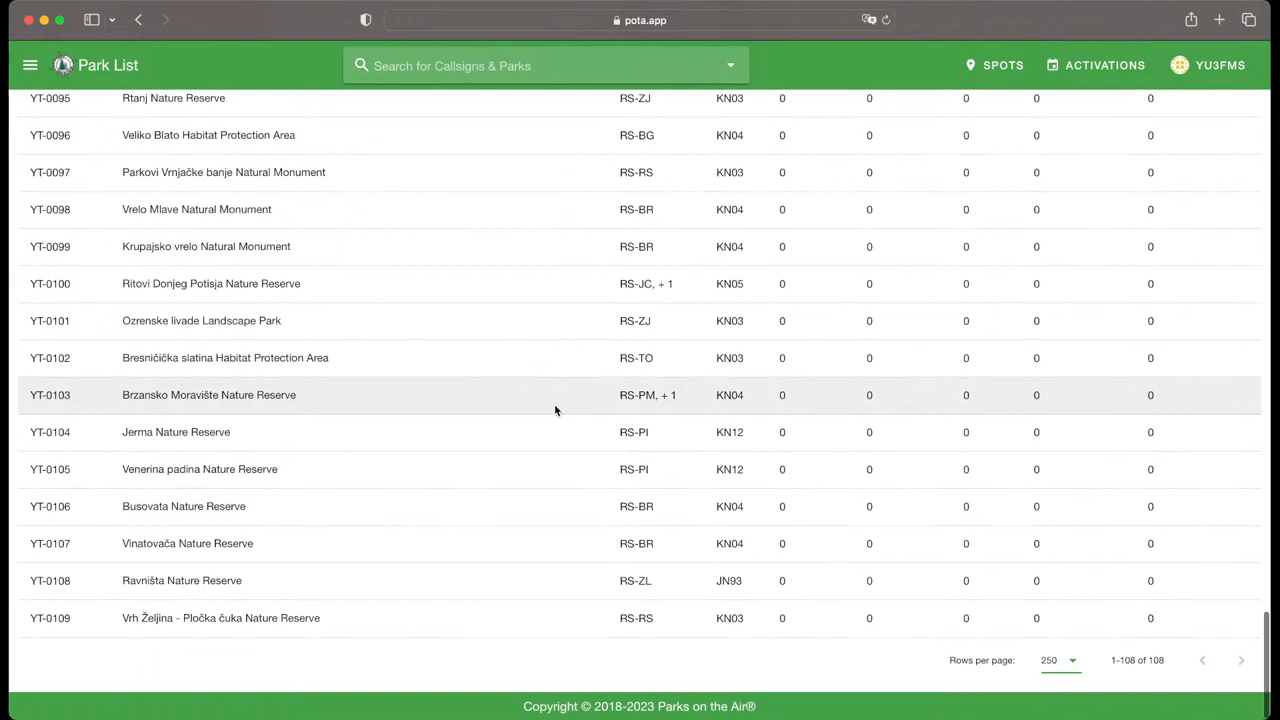 pota.app
Park List
Search for Callsigns & Parks
SPOTS
ACTIVATIONS
YU3FMS
YT-0095 Rtanj Nature Reserve RS-ZJ KN03 0 0 0 0 0
YT-0096 Veliko Blato Habitat Protection Area RS-BG KN04 0 0 0 0 0
YT-0097 Parkovi Vrnjačke banje Natural Monument RS-RS KN03 0 0 0 0 0
YT-0098 Vrelo Mlave Natural Monument RS-BR KN04 0 0 0 0 0
YT-0099 Krupajsko vrelo Natural Monument RS-BR KN04 0 0 0 0 0
YT-0100 Ritovi Donjeg Potisja Nature Reserve RS-JC, + 1 KN05 0 0 0 0 0
YT-0101 Ozrenske livade Landscape Park RS-ZJ KN03 0 0 0 0 0
YT-0102 Bresničička slatina Habitat Protection Area RS-TO KN03 0 0 0 0 0
YT-0103 Brzansko Moravište Nature Reserve RS-PM, + 1 KN04 0 0 0 0 0
YT-0104 Jerma Nature Reserve RS-PI KN12 0 0 0 0 0
YT-0105 Venerina padina Nature Reserve RS-PI KN12 0 0 0 0 0
YT-0106 Busovata Nature Reserve RS-BR KN04 0 0 0 0 0
YT-0107 Vinatovača Nature Reserve RS-BR KN04 0 0 0 0 0
YT-0108 Ravništa Nature Reserve RS-ZL JN93 0 0 0 0 0
YT-0109 Vrh Željina - Pločka čuka Nature Reserve RS-RS KN03 0 0 0 0 0
Rows per page: 250 1-108 of 108
Copyright © 2018-2023 Parks on the Air®